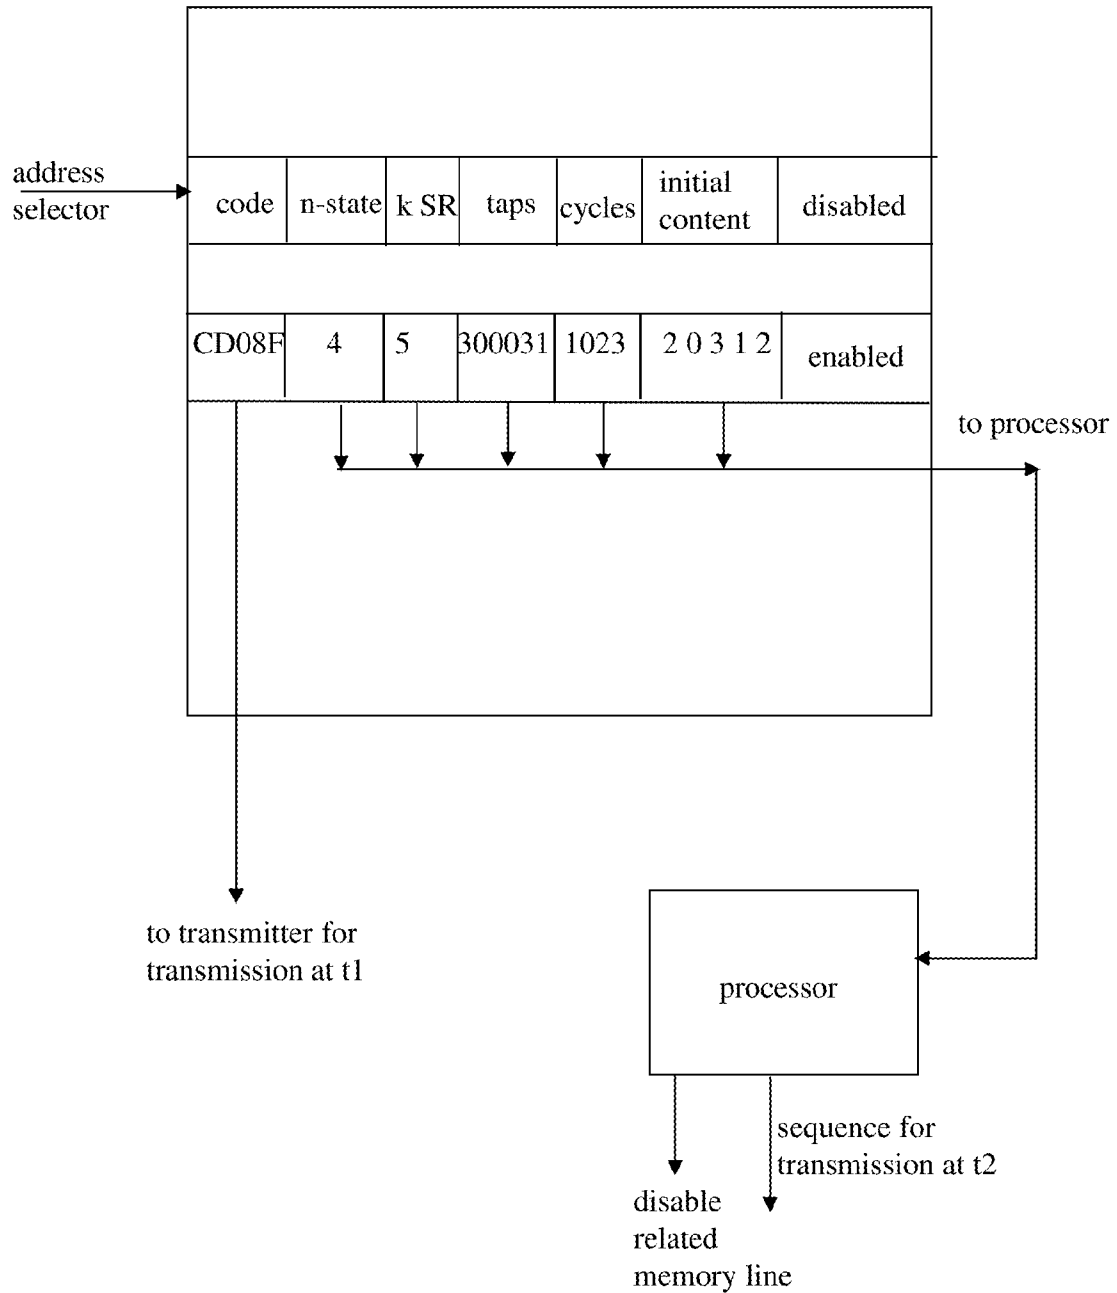 address
selector
code n-state k SR taps cycles initial content disabled
CD08F 4 5 300031 1023 2 0 3 1 2 enabled
to processor
to transmitter for
transmission at t1
processor
sequence for
transmission at t2
disable
related
memory line